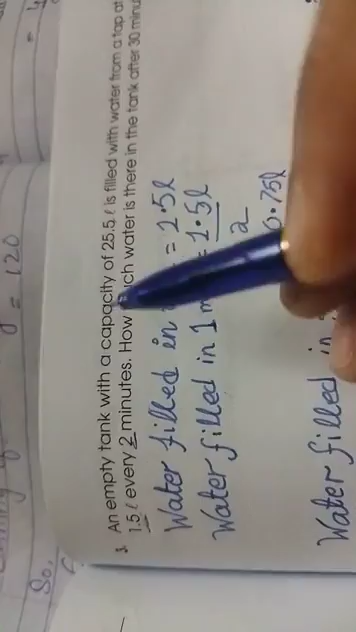 = 120
So,
3. An empty tank with a capacity of 25.5 ℓ is filled with water from a tap at
1.5 ℓ every 2 minutes. How much water is there in the tank after 30 minu
Water filled in = 1.5ℓ
Water filled in 1 m = 1.5ℓ
2
0.75ℓ
Water filled in